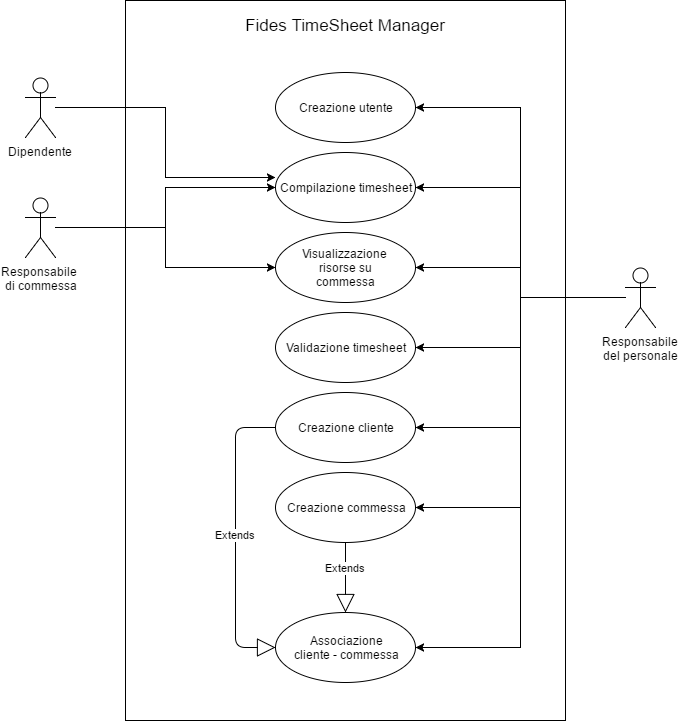 Fides TimeSheet Manager
Dipendente
Responsabile
di commessa
Creazione utente
Compilazione timesheet
Visualizzazione
risorse su
commessa
Validazione timesheet
Creazione cliente
Creazione commessa
Extends
Extends
Associazione
cliente - commessa
Responsabile
del personale